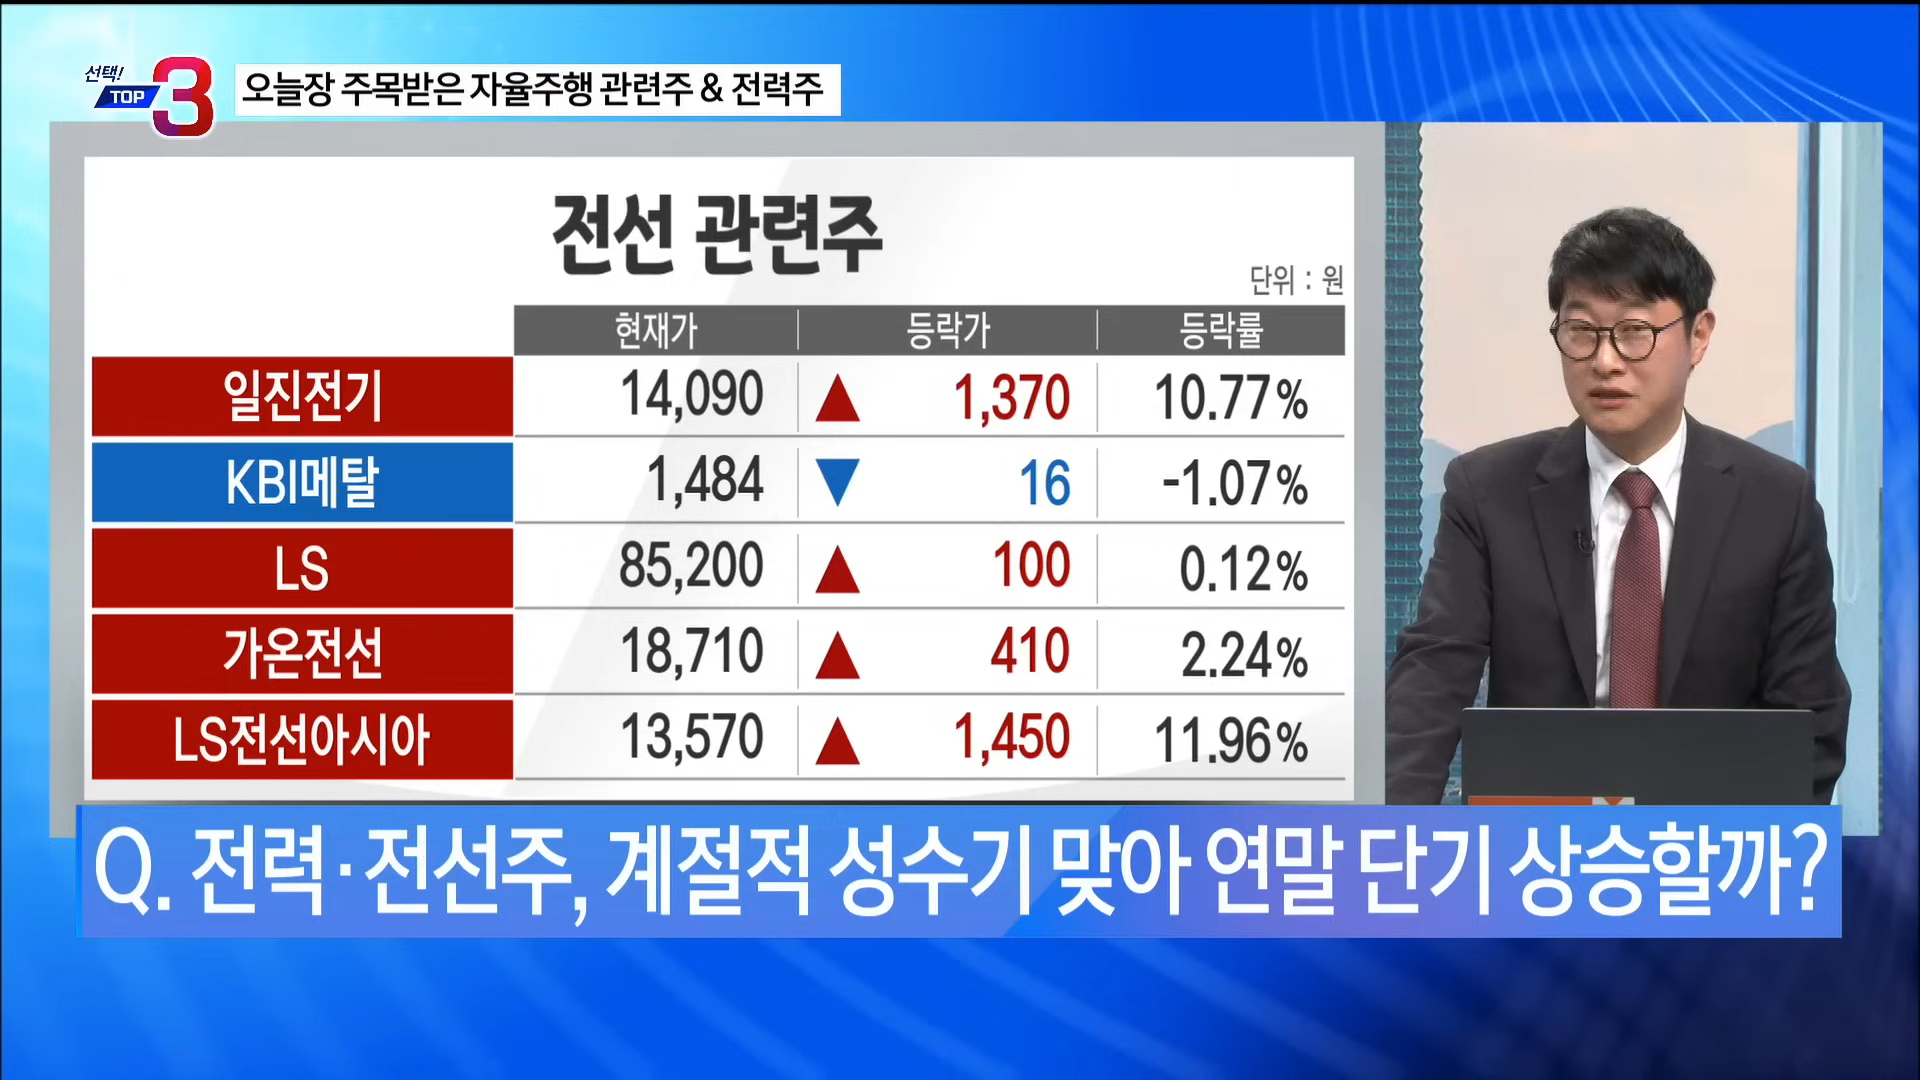 선택!
TOP 3
오늘장 주목받은 자율주행 관련주 & 전력주
전선 관련주
단위 : 원
현재가 등락가 등락률
일진전기 14,090 ▲ 1,370 10.77%
KBI메탈 1,484 ▼ 16 -1.07%
LS 85,200 ▲ 100 0.12%
가온전선 18,710 ▲ 410 2.24%
LS전선아시아 13,570 ▲ 1,450 11.96%
Q. 전력·전선주, 계절적 성수기 맞아 연말 단기 상승할까?